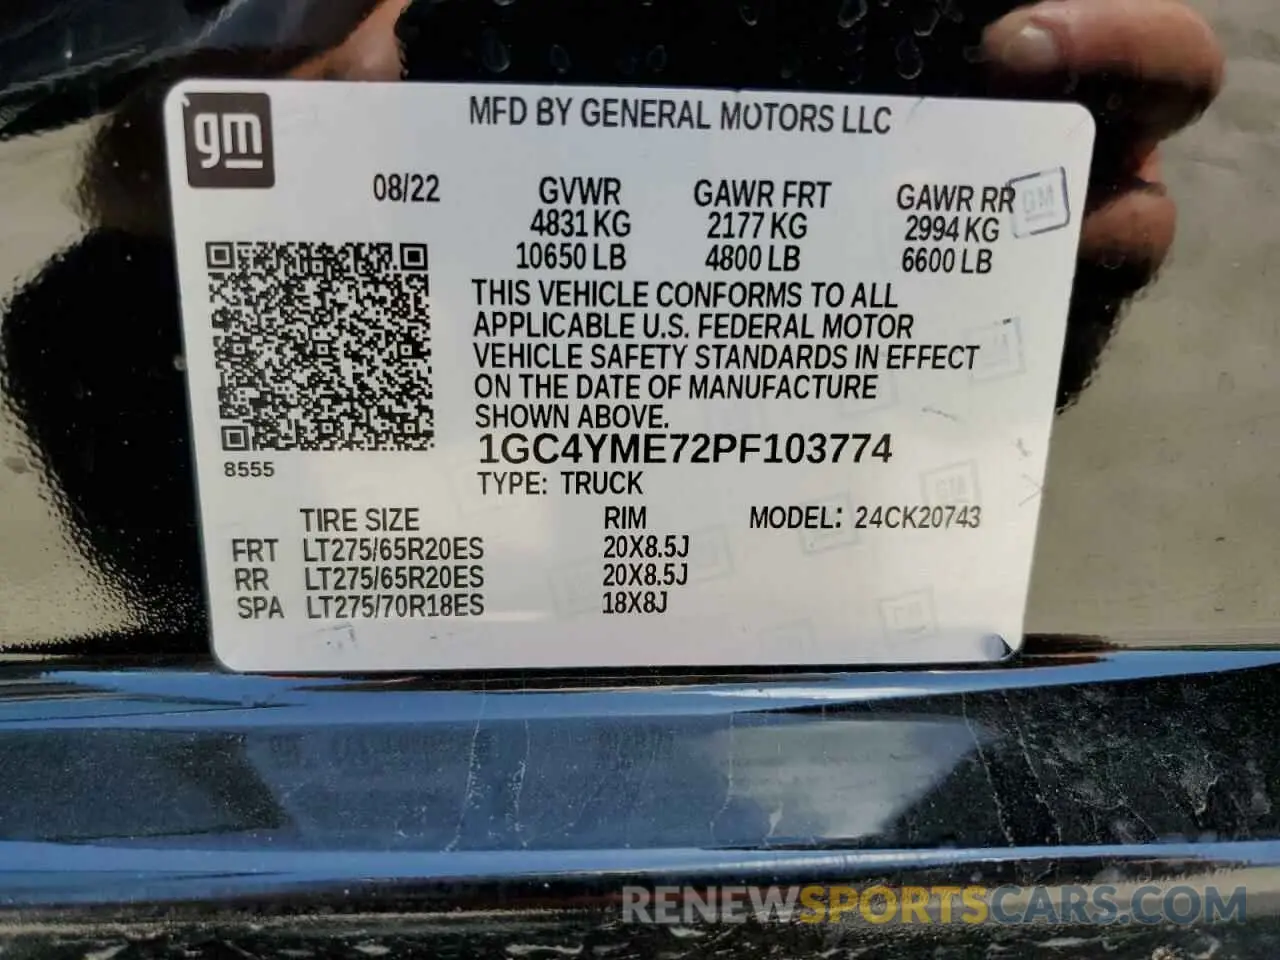 gm
MFD BY GENERAL MOTORS LLC
08/22 GVWR GAWR FRT GAWR RR
4831 KG 2177 KG 2994 KG
10650 LB 4800 LB 6600 LB
THIS VEHICLE CONFORMS TO ALL
APPLICABLE U.S. FEDERAL MOTOR
VEHICLE SAFETY STANDARDS IN EFFECT
ON THE DATE OF MANUFACTURE
SHOWN ABOVE.
1GC4YME72PF103774
8555
TYPE: TRUCK
TIRE SIZE RIM MODEL: 24CK20743
FRT LT275/65R20ES 20X8.5J
RR LT275/65R20ES 20X8.5J
SPA LT275/70R18ES 18X8J
GM
RENEWSPORTSCARS.COM